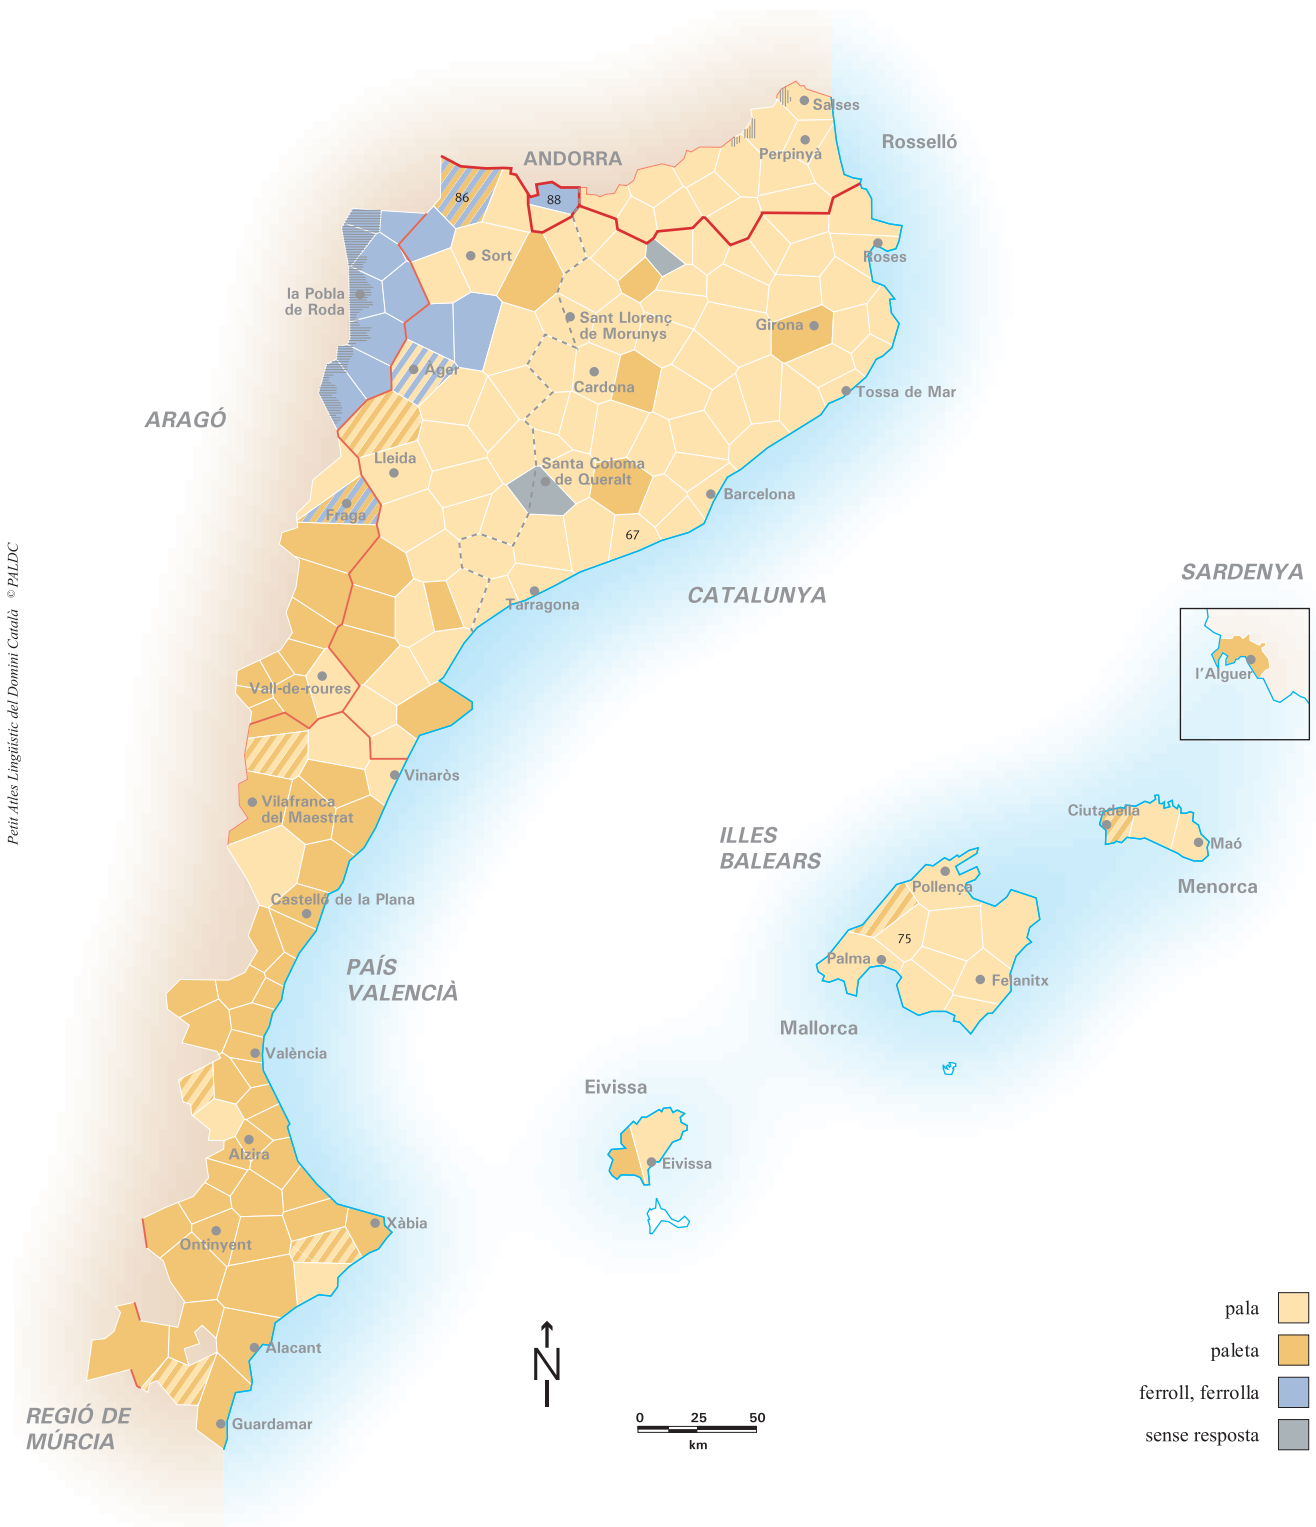 Salses
Rosselló
Perpinyà
ANDORRA
86
88
Sort
Roses
la Pobla
de Roda
Sant Llorenç
de Morunys
Girona
Àger
Cardona
Tossa de Mar
ARAGÓ
Lleida
Santa Coloma
de Queralt
Barcelona
Fraga
67
Petit Atles Lingüístic del Domini Català © PALDC
SARDENYA
CATALUNYA
Tarragona
l'Alguer
Vall-de-roures
Vinaròs
Vilafranca
del Maestrat
Ciutadella
Maó
ILLES
BALEARS
Menorca
Pollença
Castelló de la Plana
75
Palma
Felanitx
PAÍS
VALENCIÀ
Mallorca
València
Eivissa
Alzira
Eivissa
Xàbia
Ontinyent
pala
Alacant
paleta
N
ferroll, ferrolla
REGIÓ DE
MÚRCIA
Guardamar
0 25 50
km
sense resposta